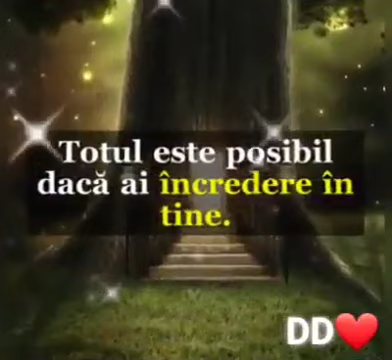 Totul este posibil
dacă ai încredere în
tine.
DD❤️